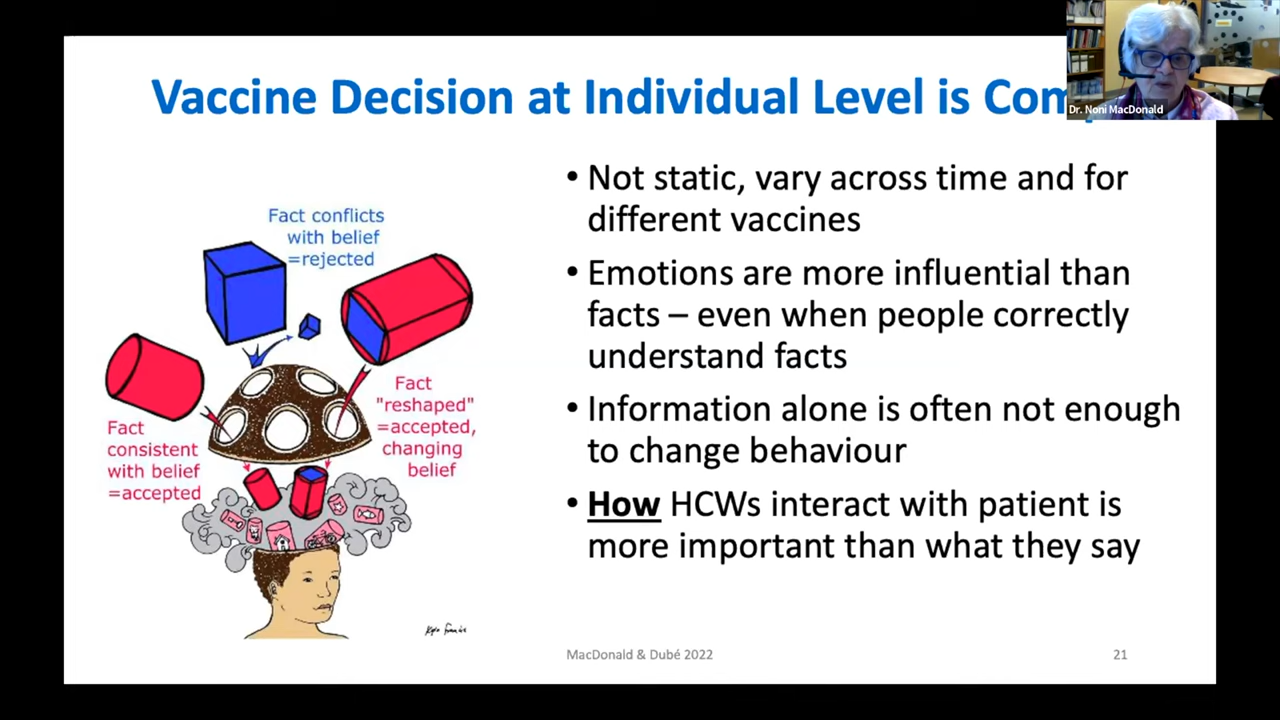 Vaccine Decision at Individual Level is Com
Dr. Noni MacDonald
Fact conflicts
with belief
=rejected
Fact
"reshaped"
=accepted,
changing
belief
Fact
consistent
with belief
=accepted
• Not static, vary across time and for
different vaccines
• Emotions are more influential than
facts – even when people correctly
understand facts
• Information alone is often not enough
to change behaviour
• How HCWs interact with patient is
more important than what they say
MacDonald & Dubé 2022
21